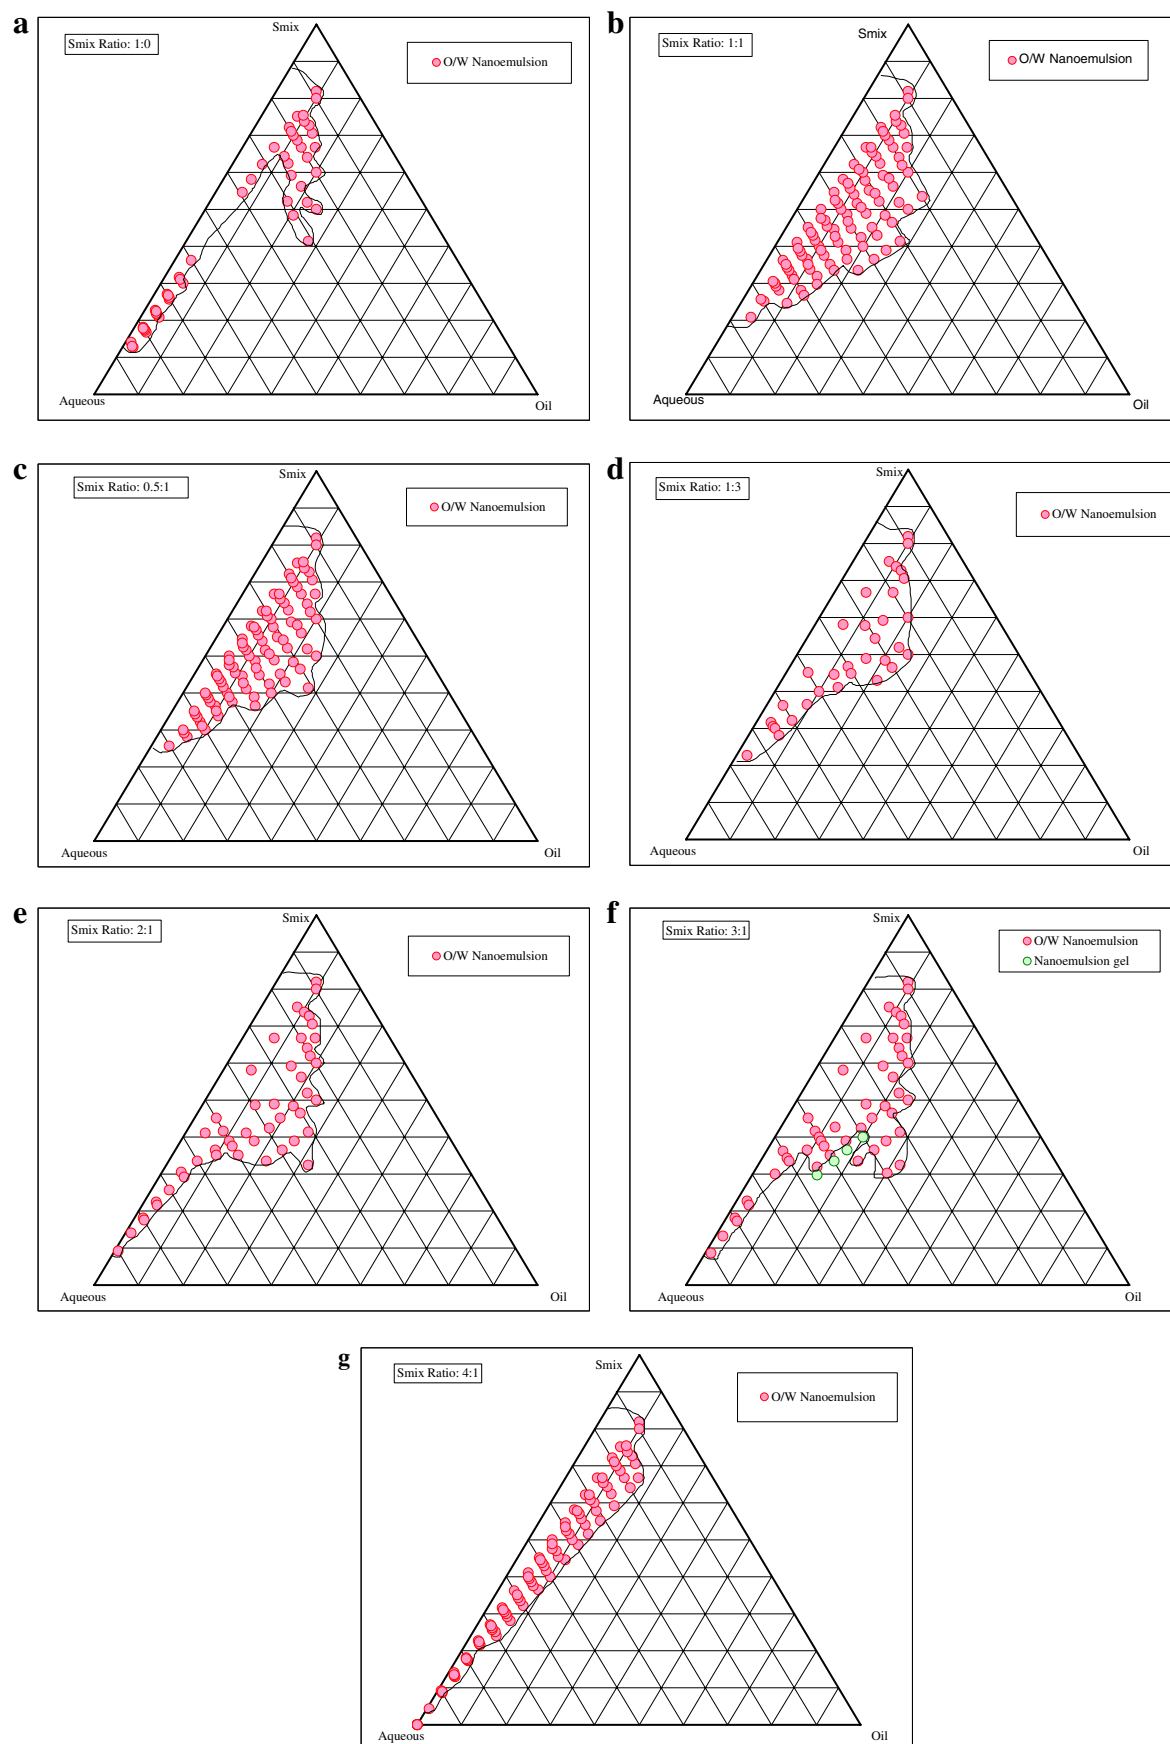 a
Smix
Smix Ratio: 1:0
O/W Nanoemulsion
Aqueous
Oil
b
Smix
Smix Ratio: 1:1
O/W Nanoemulsion
Aqueous
Oil
c
Smix
Smix Ratio: 0.5:1
O/W Nanoemulsion
Aqueous
Oil
d
Smix
Smix Ratio: 1:3
O/W Nanoemulsion
Aqueous
Oil
e
Smix
Smix Ratio: 2:1
O/W Nanoemulsion
Aqueous
Oil
f
Smix
Smix Ratio: 3:1
O/W Nanoemulsion
Nanoemulsion gel
Aqueous
Oil
g
Smix
Smix Ratio: 4:1
O/W Nanoemulsion
Aqueous
Oil